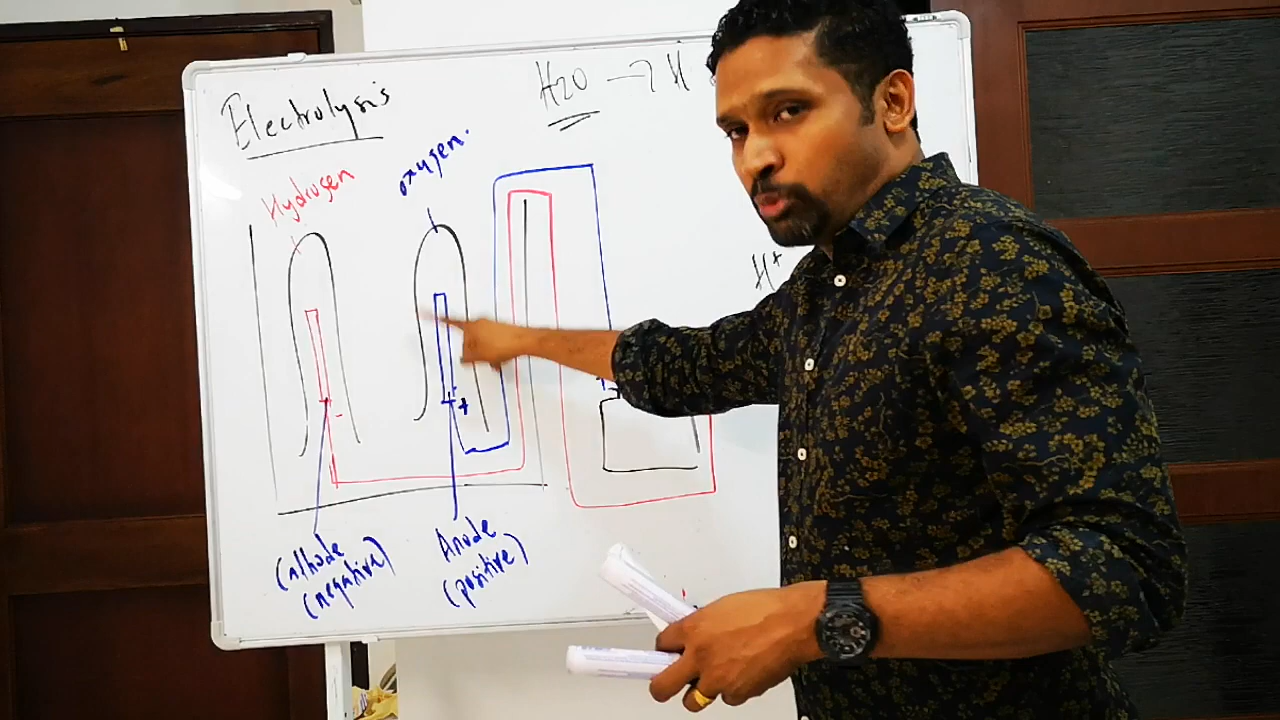 Electrolysis
H2O → H
Hydrogen
oxygen.
H+
-
+
Cathode
(negative)
Anode
(positive)